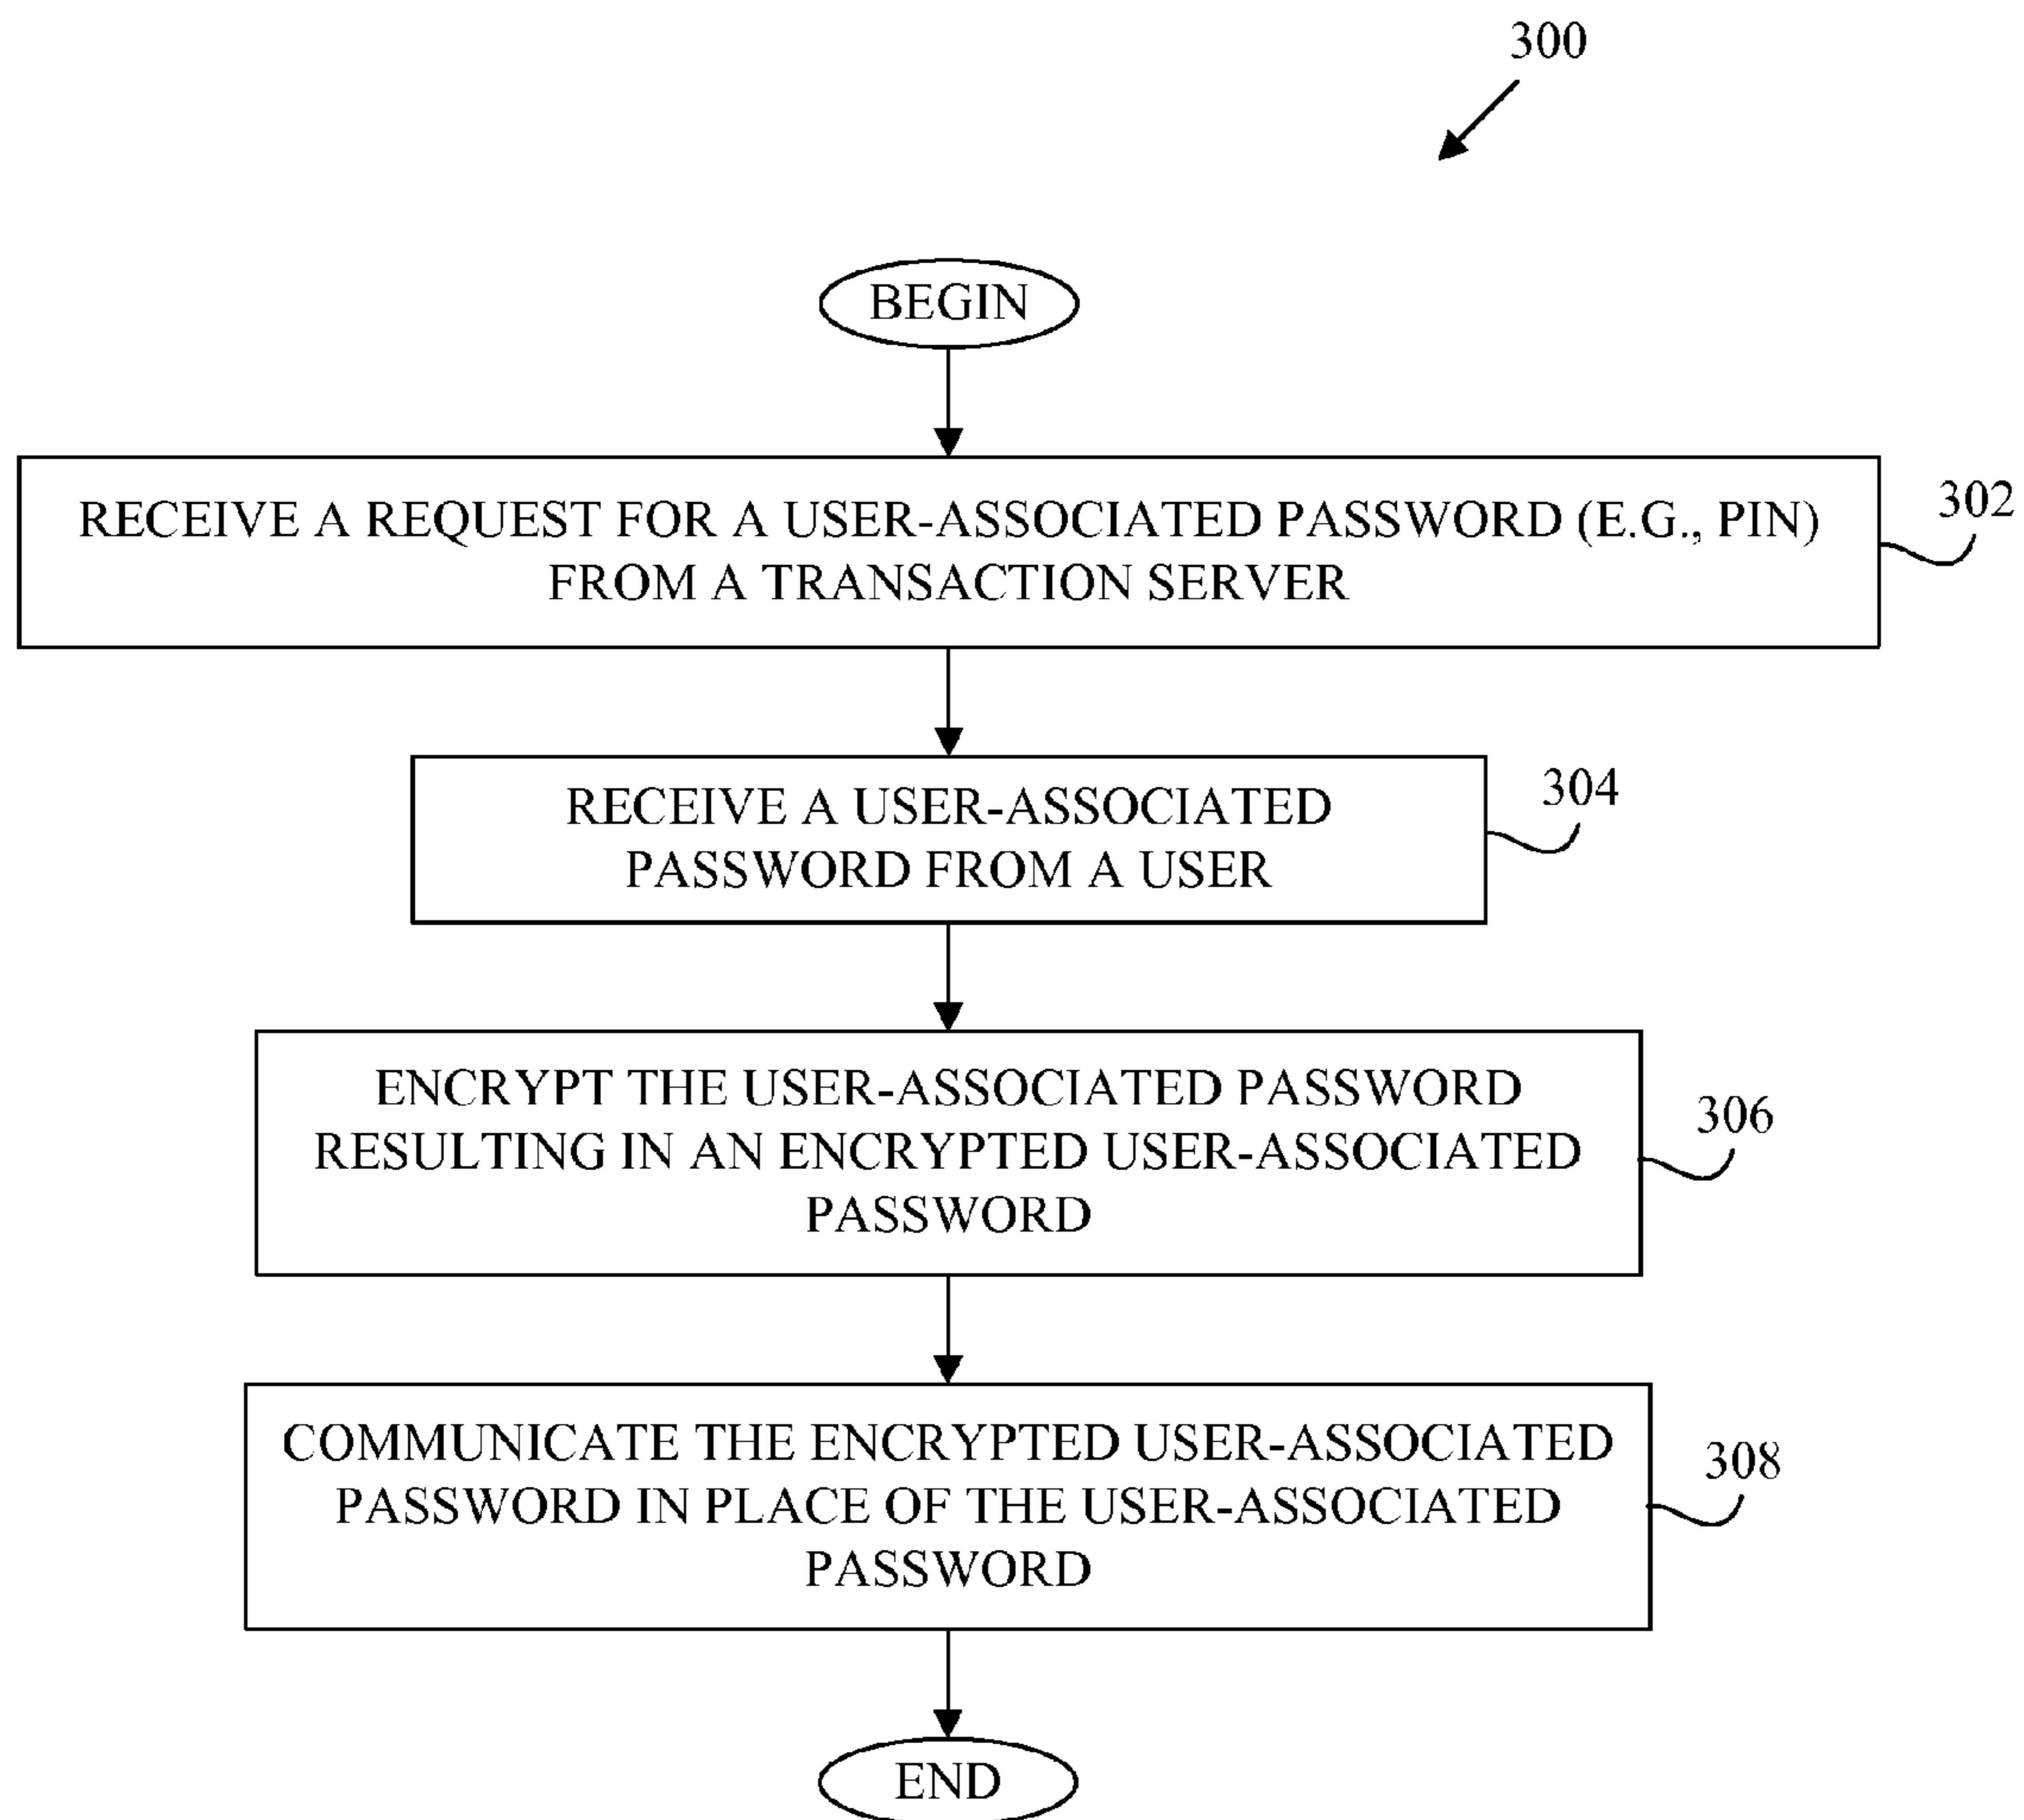 300
BEGIN
RECEIVE A REQUEST FOR A USER-ASSOCIATED PASSWORD (E.G., PIN)
FROM A TRANSACTION SERVER
302
RECEIVE A USER-ASSOCIATED
PASSWORD FROM A USER
304
ENCRYPT THE USER-ASSOCIATED PASSWORD
RESULTING IN AN ENCRYPTED USER-ASSOCIATED
PASSWORD
306
COMMUNICATE THE ENCRYPTED USER-ASSOCIATED
PASSWORD IN PLACE OF THE USER-ASSOCIATED
PASSWORD
308
END